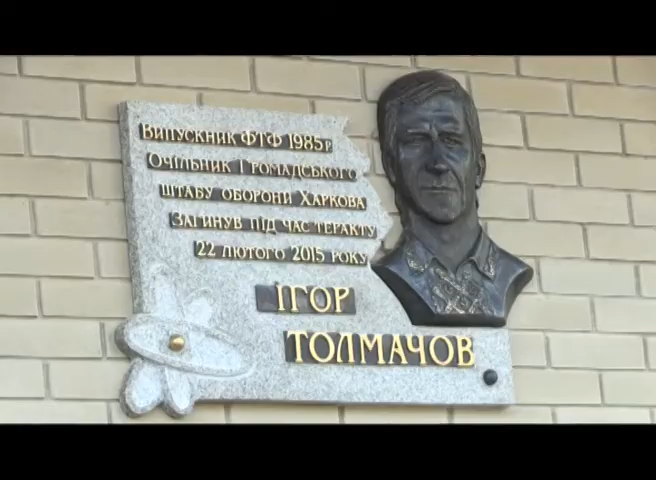 Випускник ФТФ 1985р.
Очільник Громадського
штабу оборони Харкова
Загинув під час теракту
22 лютого 2015 року
Ігор
Толмачов